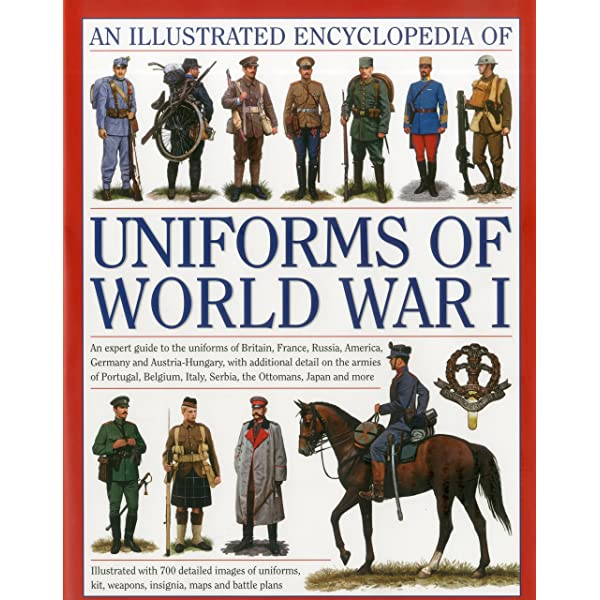 AN ILLUSTRATED ENCYCLOPEDIA OF
UNIFORMS OF
WORLD WAR I
An expert guide to the uniforms of Britain, France, Russia, America,
Germany and Austria-Hungary, with additional detail on the armies
of Portugal, Belgium, Italy, Serbia, the Ottomans, Japan and more
Illustrated with 700 detailed images of uniforms,
kit, weapons, insignia, maps and battle plans